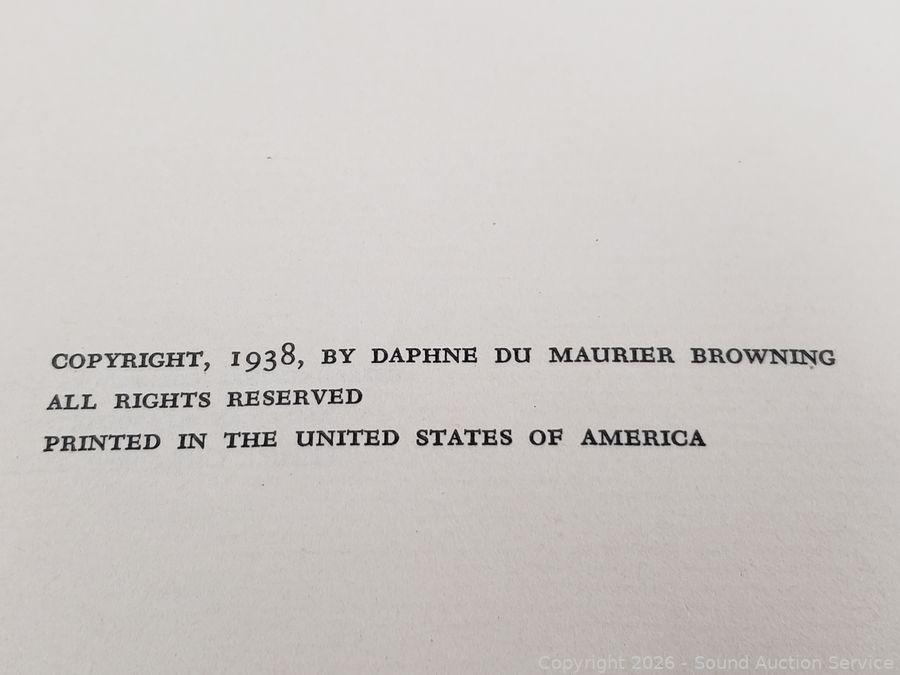 COPYRIGHT, 1938, BY DAPHNE DU MAURIER BROWNING
ALL RIGHTS RESERVED
PRINTED IN THE UNITED STATES OF AMERICA
Copyright 2026 - Sound Auction Service